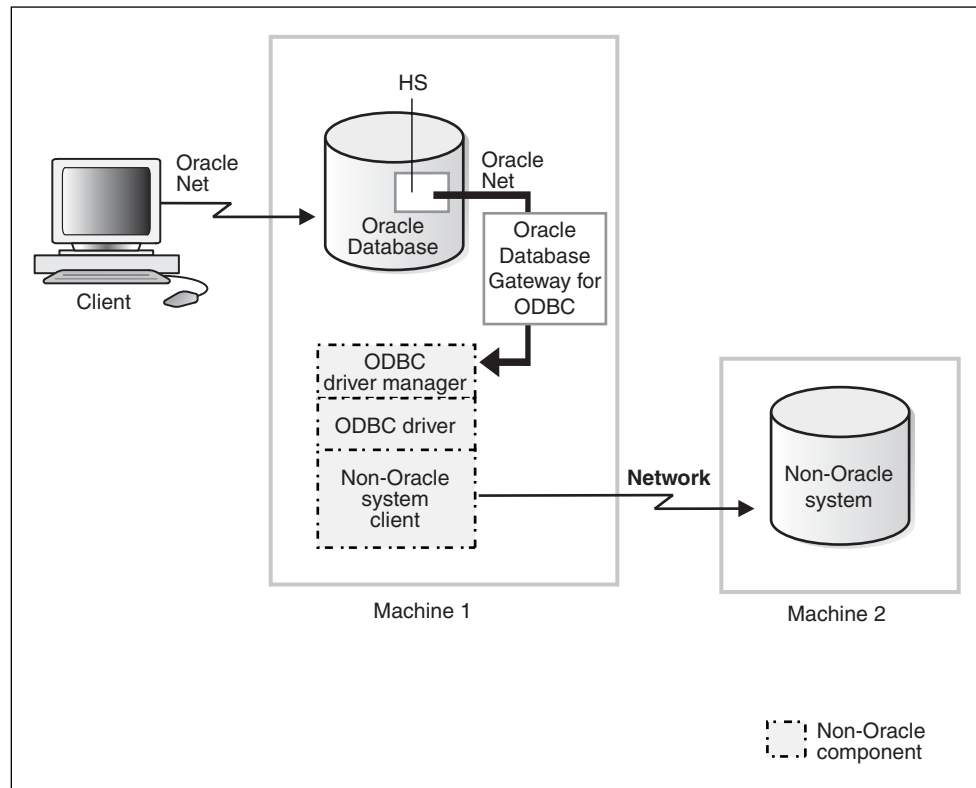 HS
Oracle
Net
Client
Oracle
Database
Oracle
Net
Oracle
Database
Gateway for
ODBC
ODBC
driver manager
ODBC driver
Non-Oracle
system
client
Network
Non-Oracle
system
Machine 1
Machine 2
Non-Oracle
component